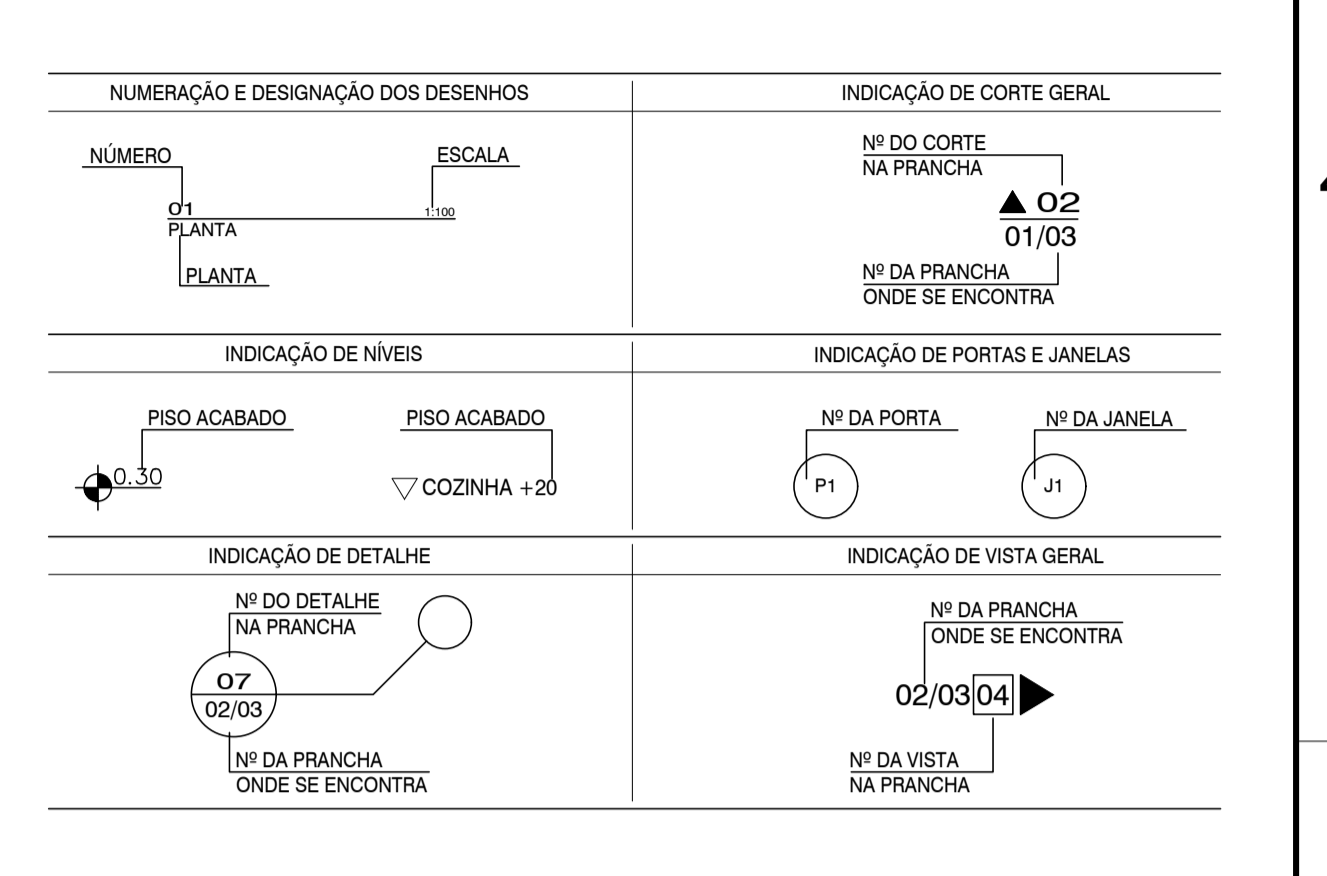 NUMERAÇÃO E DESIGNAÇÃO DOS DESENHOS
NÚMERO
ESCALA
01
1:100
PLANTA
PLANTA
INDICAÇÃO DE CORTE GERAL
Nº DO CORTE
NA PRANCHA
02
01/03
Nº DA PRANCHA
ONDE SE ENCONTRA
INDICAÇÃO DE NÍVEIS
PISO ACABADO
PISO ACABADO
0.30
COZINHA +20
INDICAÇÃO DE PORTAS E JANELAS
Nº DA PORTA
Nº DA JANELA
P1
J1
INDICAÇÃO DE DETALHE
Nº DO DETALHE
NA PRANCHA
07
02/03
Nº DA PRANCHA
ONDE SE ENCONTRA
INDICAÇÃO DE VISTA GERAL
Nº DA PRANCHA
ONDE SE ENCONTRA
02/03 04
Nº DA VISTA
NA PRANCHA